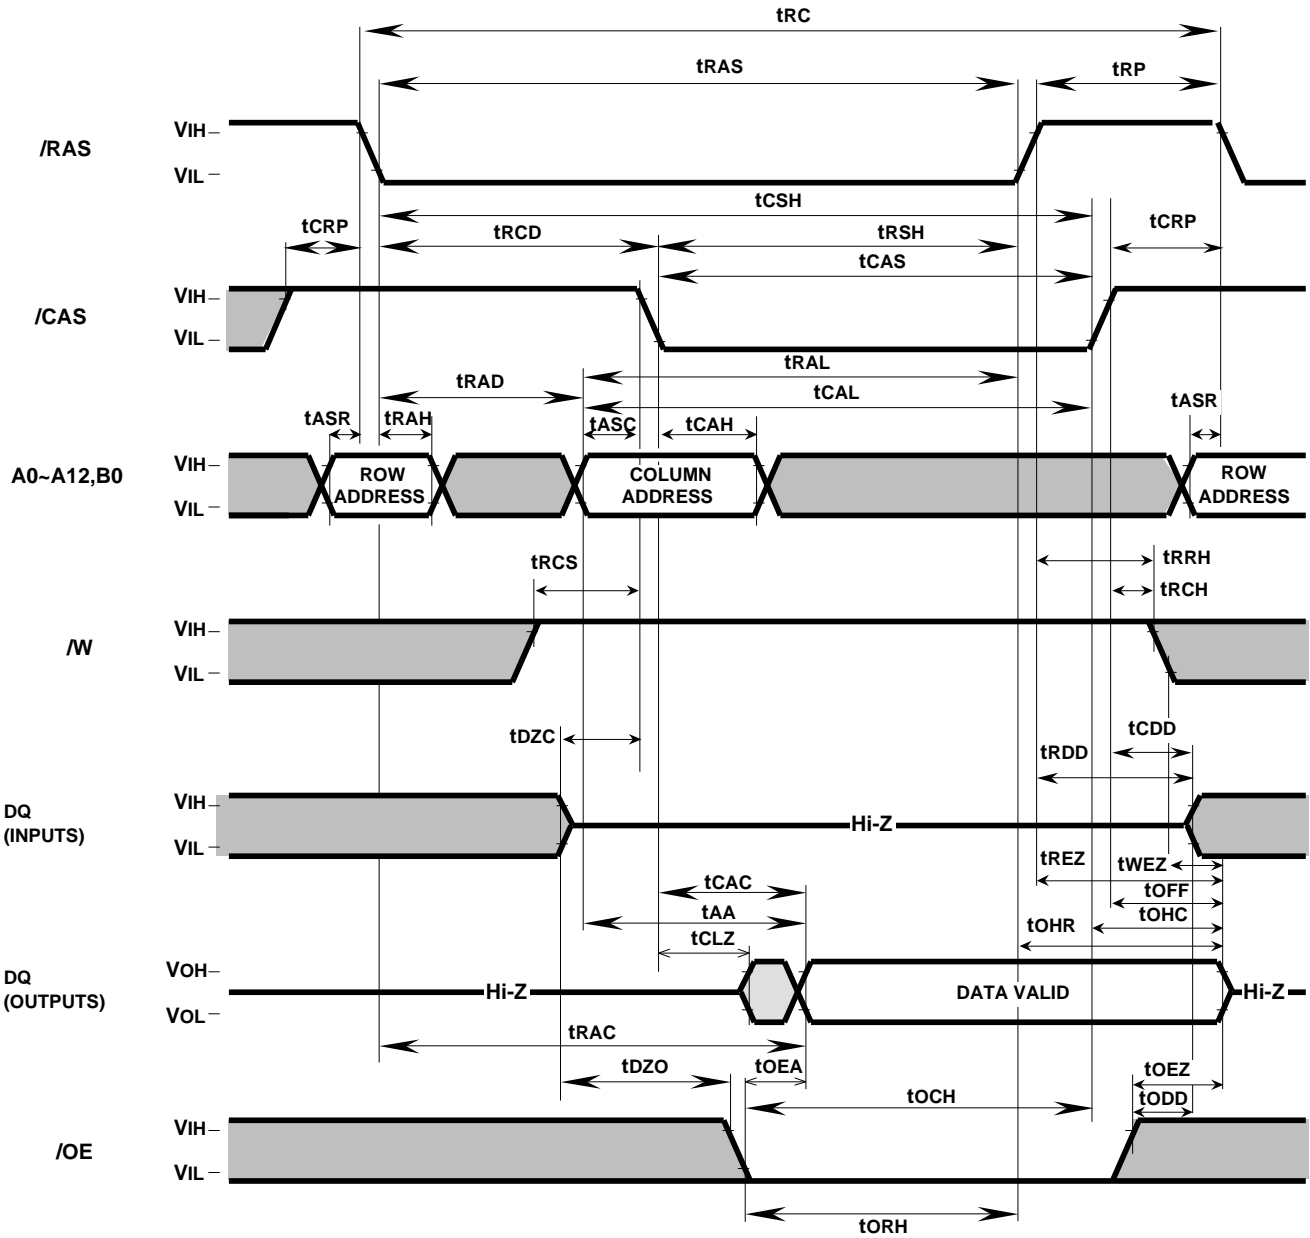 tRC
tRAS
tRP
/RAS
VIH
VIL
tCSH
tCRP
tRCD
tRSH
tCRP
tCAS
/CAS
VIH
VIL
tRAL
tRAD
tCAL
tASR
tRAH
tASC
tCAH
tASR
A0~A12,B0
VIH
VIL
ROW
ADDRESS
COLUMN
ADDRESS
ROW
ADDRESS
tRCS
tRRH
tRCH
/W
VIH
VIL
tDZC
tCDD
tRDD
DQ
(INPUTS)
VIH
VIL
Hi-Z
tREZ
tWEZ
tCAC
tOFF
tAA
tOHC
tCLZ
tOHR
DQ
(OUTPUTS)
VOH
VOL
Hi-Z
DATA VALID
Hi-Z
tRAC
tDZO
tOEA
tOEZ
tOCH
tODD
/OE
VIH
VIL
tORH